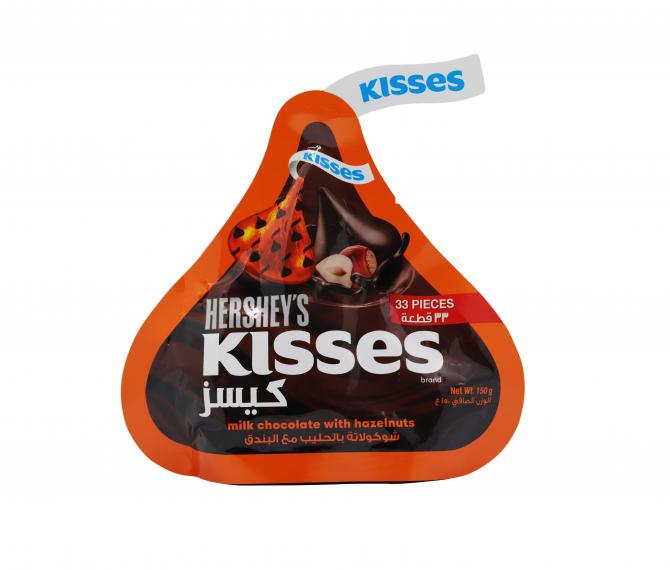 KISSES
KISSES
33 PIECES
٣٣ قطعة
HERSHEY'S
KISSES
brand
كيسز
Net Wt. 150 g
الوزن الصافي ١٥٠ غ
milk chocolate with hazelnuts
شوكولاتة بالحليب مع البندق